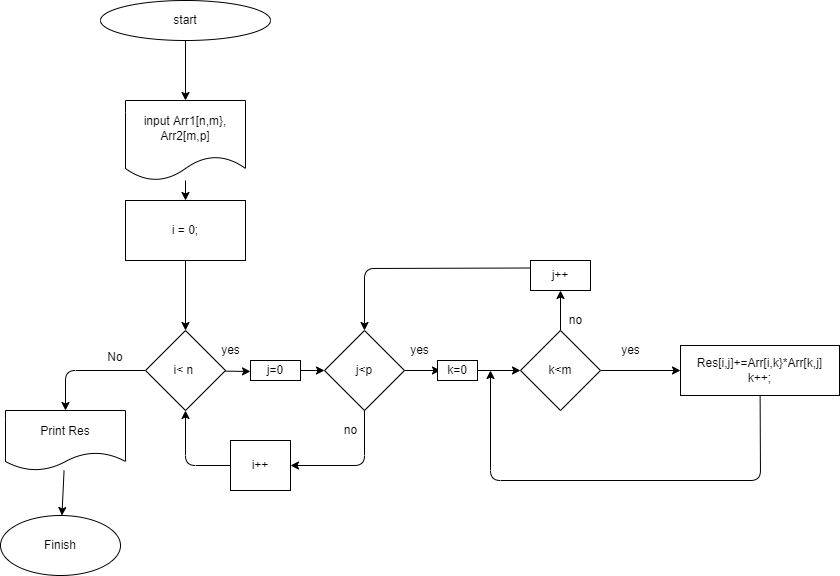 start
input Arr1[n,m},
Arr2[m,p]
i = 0;
j++
no
No
yes
yes
yes
i< n
j=0
j<p
k=0
k<m
Res[i,j]+=Arr[i,k}*Arr[k,j]
k++;
Print Res
no
i++
Finish